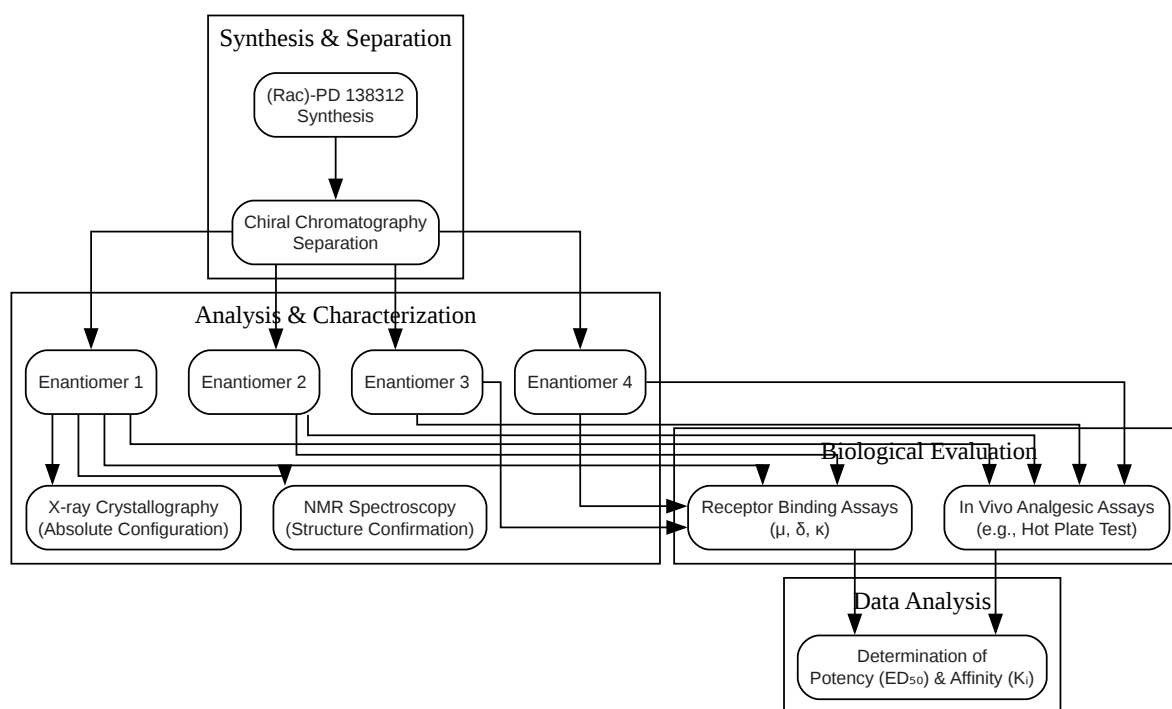 Synthesis & Separation
(Rac)-PD 138312
Synthesis
Chiral Chromatography
Separation
Analysis & Characterization
Enantiomer 1
Enantiomer 2
Enantiomer 3
Enantiomer 4
Biological Evaluation
X-ray Crystallography
(Absolute Configuration)
NMR Spectroscopy
(Structure Confirmation)
Receptor Binding Assays
(μ, δ, κ)
In Vivo Analgesic Assays
(e.g., Hot Plate Test)
Data Analysis
Determination of
Potency (ED₅₀) & Affinity (Kᵢ)